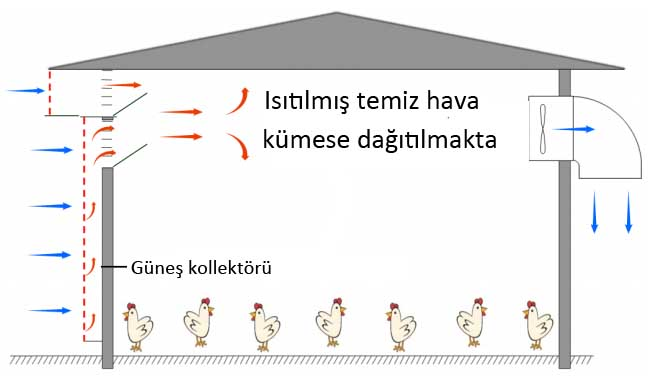 Isıtılmış temiz hava
kümese dağıtılmakta
Güneş kollektörü